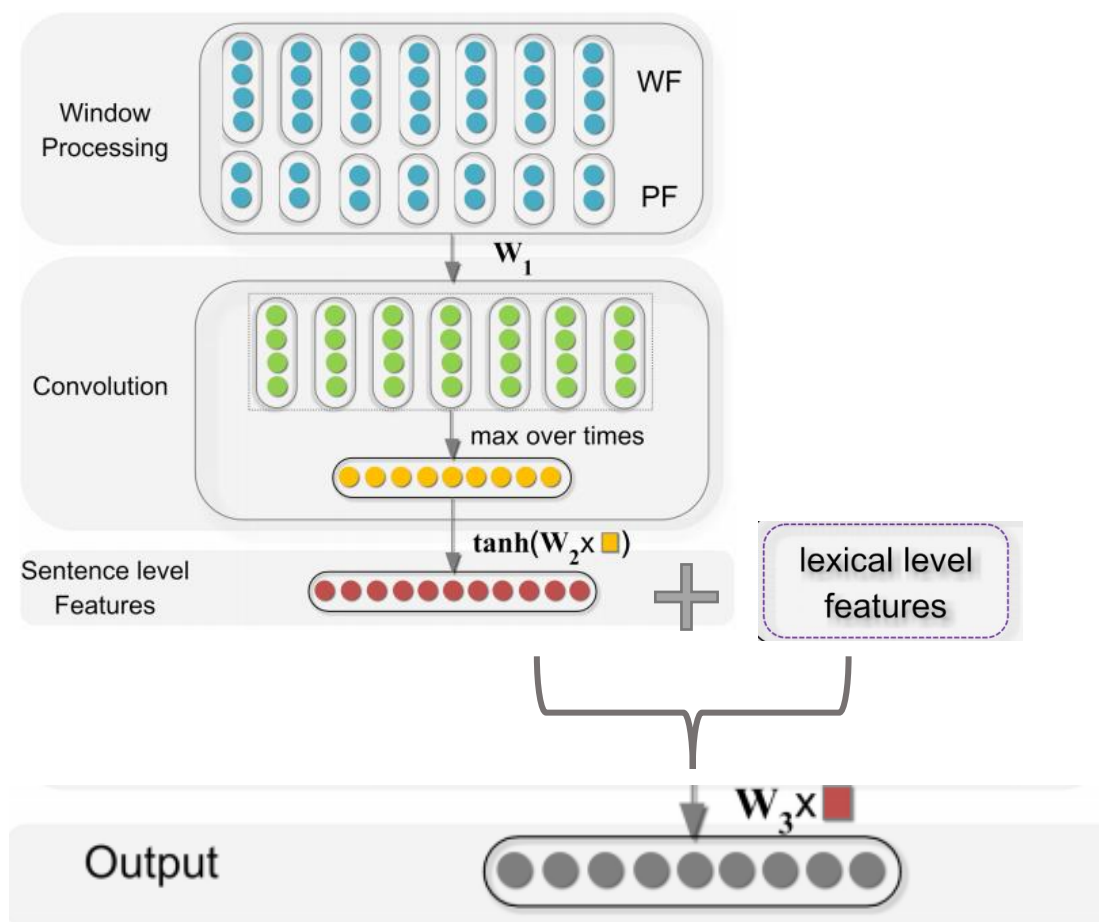 Window
Processing
WF
PF
W1
Convolution
max over times
tanh(W2x )
Sentence level
Features
lexical level
features
W3x
Output